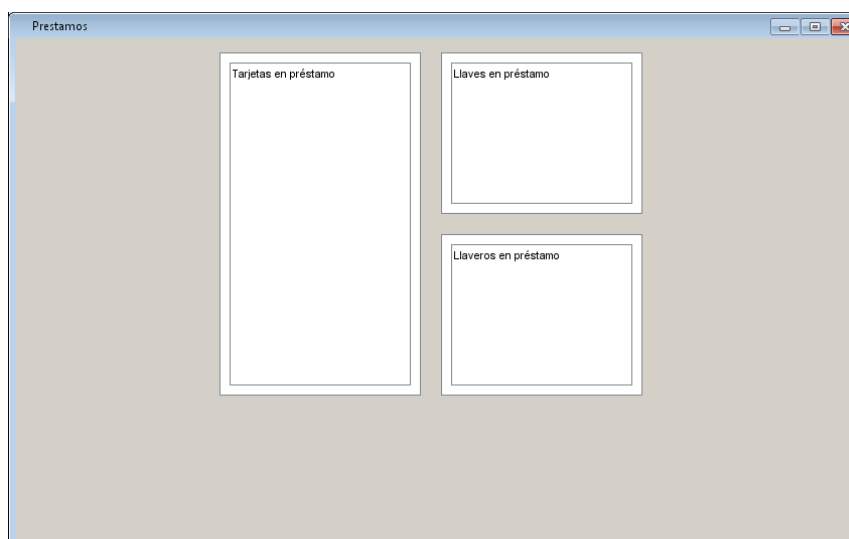 Prestamos
Tarjetas en préstamo
Llaves en préstamo
Llaveros en préstamo